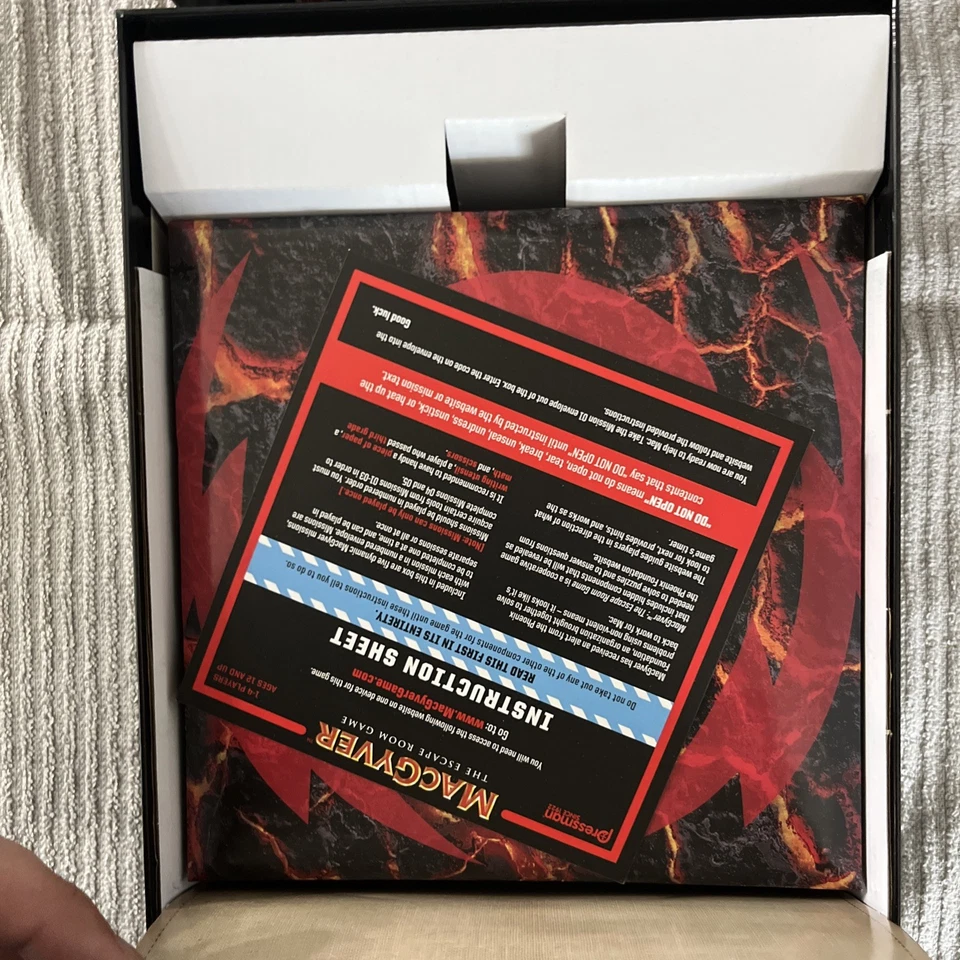 pressman
SINCE 1922
MACGYVER
THE ESCAPE ROOM GAME
1-4 PLAYERS
AGES 12 AND UP
You will need to access the following website on one device for this game.
Go to: www.MacGyverGame.com
INSTRUCTION SHEET
READ THIS FIRST IN ITS ENTIRETY.
Do not take out any of the other components for the game until these instructions tell you to do so.
MacGyver has received an alert from the Phoenix
Foundation, an organization brought together to solve
problems using non-violent means – it looks like it's
back to work for Mac.
MacGyver™: The Escape Room Game is cooperative game
that hides components that will be revealed as
needed to solve puzzles and to answer questions from
the Phoenix Foundation website.
The website guides players in the direction of what
to look for next, provides hints, and works as the
game's timer.
Included in this box are five dynamic MacGyver missions,
with each mission in a numbered envelope. Missions are
to be completed one at a time, and can be played in
separate sessions or all at once.
[Note: Missions can be only played once.]
Missions should be played in numbered order. You must
acquire certain tools from Missions 01-03 in order to
complete Missions 04 and 05.
It is recommended to have handy a piece of paper, a
writing utensil, a player who passed third grade
math, and, scissors.
"DO NOT OPEN" means do not open, tear, break, unseal, undress, unstick, or heat up the
contents that say "DO NOT OPEN" until instructed by the website or mission text.
You are now ready to help Mac. Take the Mission 01 envelope out of the box. Enter the code on the envelope into the
website and follow the provided instructions.
Good luck.